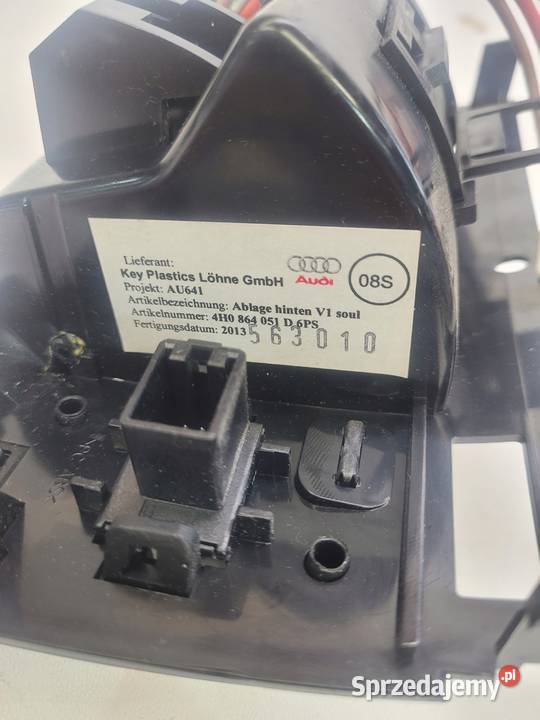 Lieferant:
Key Plastics Löhne GmbH
Projekt: AU641
Artikelbezeichnung: Ablage hinten V1 soul
Artikelnummer: 4H0 864 051 D 6PS
Fertigungsdatum: 2013
563010
Audi
08S
Sprzedajemy.pl